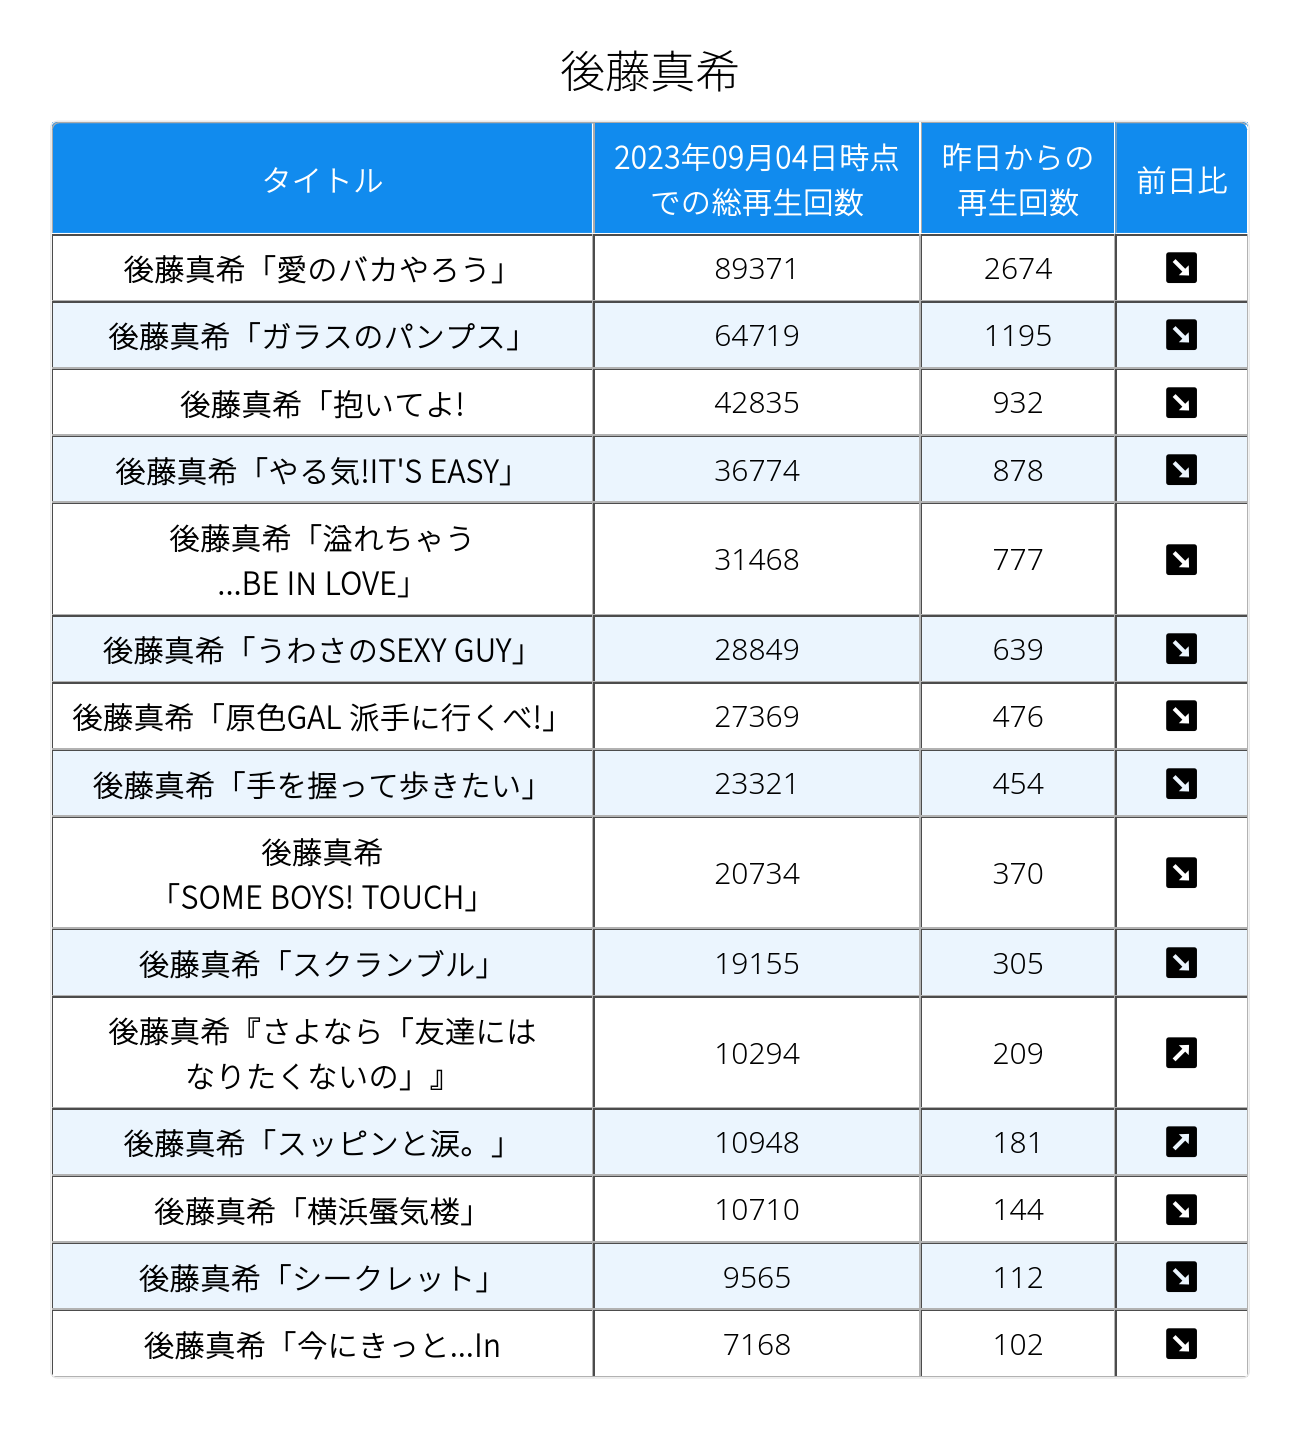 後藤真希
タイトル
2023年09月04日時点
での総再生回数
昨日からの
再生回数
前日比
後藤真希「愛のバカやろう」 89371 2674
後藤真希「ガラスのパンプス」 64719 1195
後藤真希「抱いてよ! 42835 932
後藤真希「やる気!IT'S EASY」 36774 878
後藤真希「溢れちゃう
...BE IN LOVE」 31468 777
後藤真希「うわさのSEXY GUY」 28849 639
後藤真希「原色GAL 派手に行くべ!」 27369 476
後藤真希「手を握って歩きたい」 23321 454
後藤真希
「SOME BOYS! TOUCH」 20734 370
後藤真希「スクランブル」 19155 305
後藤真希『さよなら「友達には
なりたくないの」』 10294 209
後藤真希「スッピンと涙。」 10948 181
後藤真希「横浜蜃気楼」 10710 144
後藤真希「シークレット」 9565 112
後藤真希「今にきっと...In 7168 102